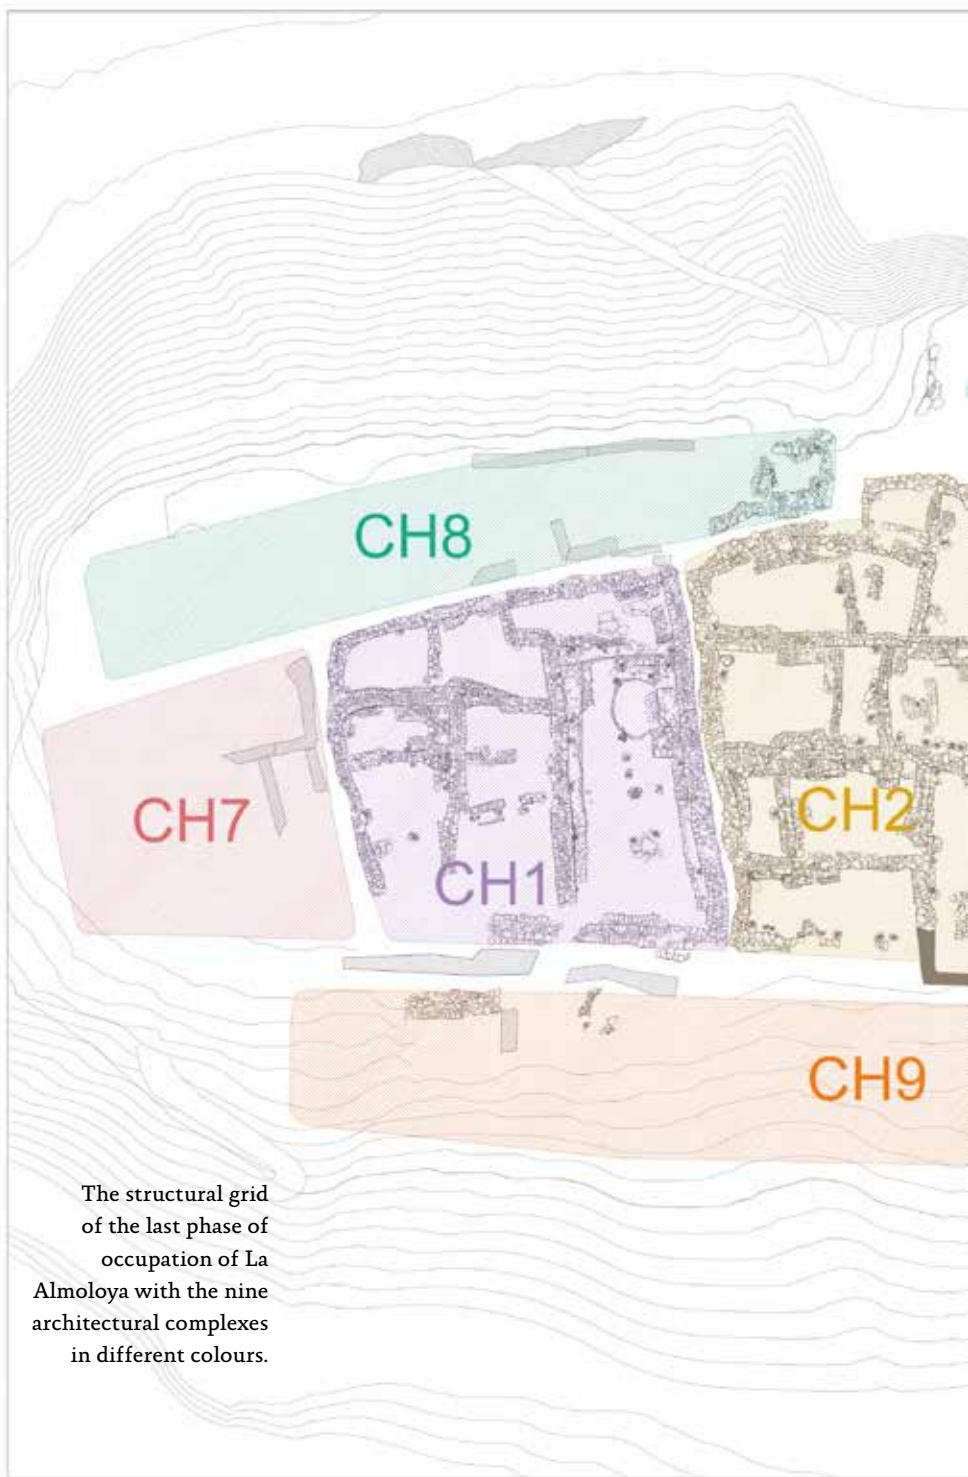 CH8
CH7
CH1
CH2
CH9
The structural grid
of the last phase of
occupation of La
Almoloya with the nine
architectural complexes
in different colours.